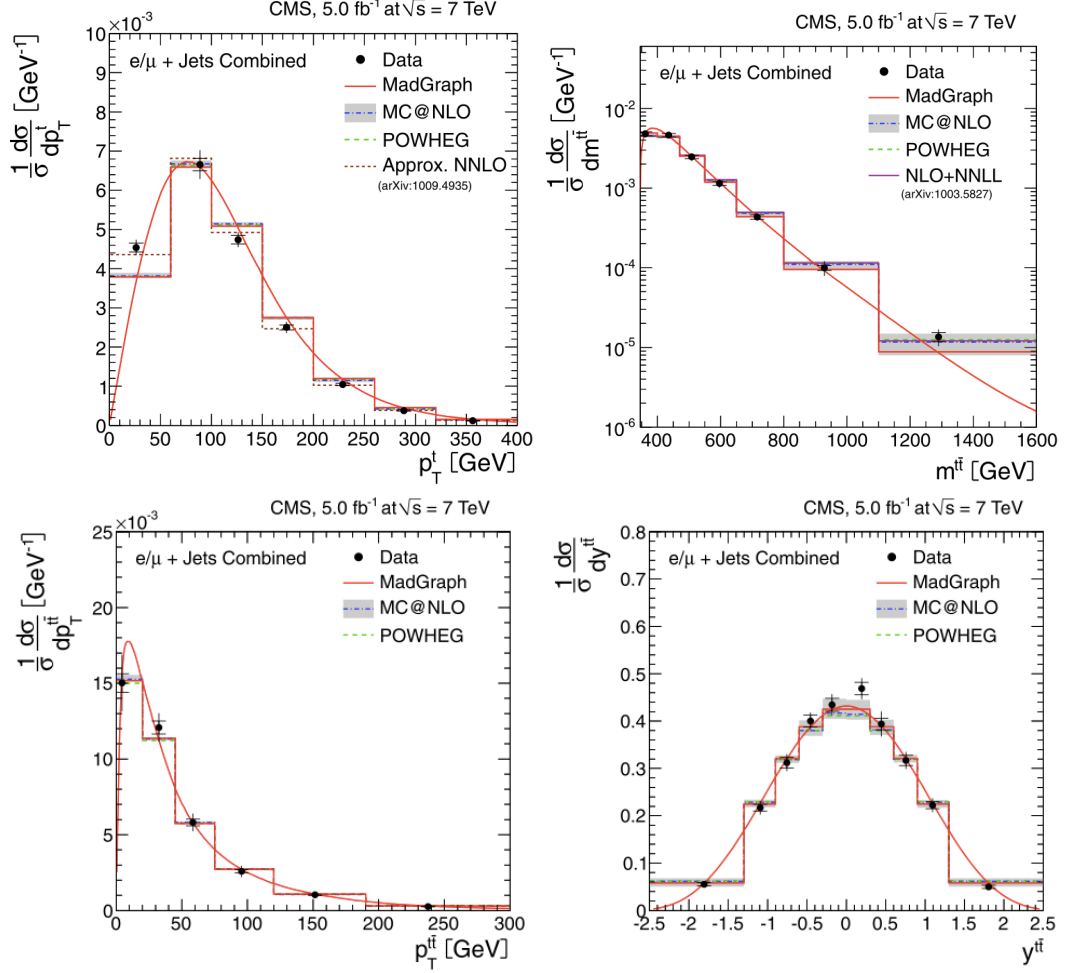 CMS, 5.0 fb⁻¹ at √s = 7 TeV
×10⁻³
e/μ + Jets Combined
Data
MadGraph
MC@NLO
POWHEG
Approx. NNLO
(arXiv:1009.4935)
1/σ dσ/dp_T^t [GeV⁻¹]
10
9
8
7
6
5
4
3
2
1
0
0 50 100 150 200 250 300 350 400
p_T^t [GeV]
CMS, 5.0 fb⁻¹ at √s = 7 TeV
e/μ + Jets Combined
Data
MadGraph
MC@NLO
POWHEG
NLO+NNLL
(arXiv:1003.5827)
1/σ dσ/dm^tt̄ [GeV⁻¹]
10⁻²
10⁻³
10⁻⁴
10⁻⁵
10⁻⁶
400 600 800 1000 1200 1400 1600
m^tt̄ [GeV]
CMS, 5.0 fb⁻¹ at √s = 7 TeV
×10⁻³
e/μ + Jets Combined
Data
MadGraph
MC@NLO
POWHEG
1/σ dσ/dp_T^tt̄ [GeV⁻¹]
25
20
15
10
5
0
0 50 100 150 200 250 300
p_T^tt̄ [GeV]
CMS, 5.0 fb⁻¹ at √s = 7 TeV
e/μ + Jets Combined
Data
MadGraph
MC@NLO
POWHEG
1/σ dσ/dy^tt̄
0.8
0.7
0.6
0.5
0.4
0.3
0.2
0.1
0
-2.5 -2 -1.5 -1 -0.5 0 0.5 1 1.5 2 2.5
y^tt̄